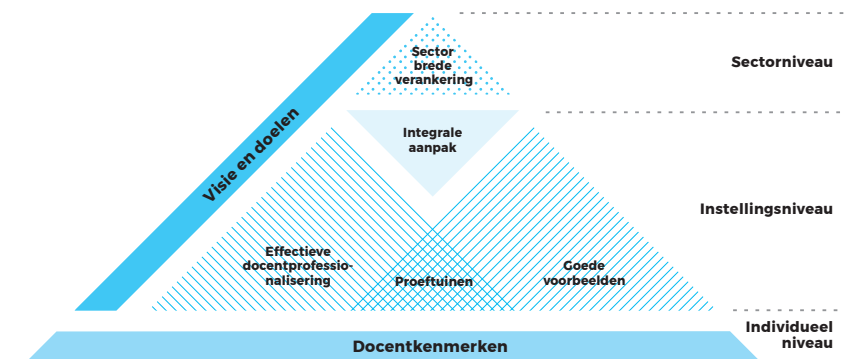 Sector
brede
verankering
Sectorniveau
Visie en doelen
Integrale
aanpak
Instellingsniveau
Effectieve
docentprofessio-
nalisering
Proeftuinen
Goede
voorbeelden
Individueel
niveau
Docentkenmerken